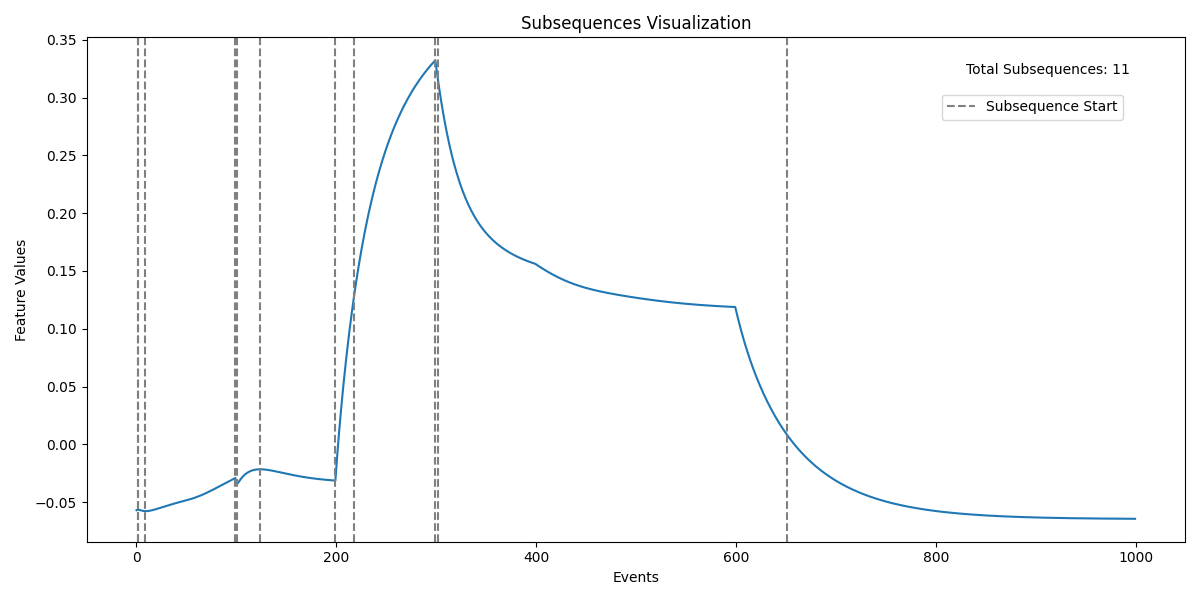 Subsequences Visualization
Total Subsequences: 11
Subsequence Start
Feature Values
0.35
0.30
0.25
0.20
0.15
0.10
0.05
0.00
−0.05
0 200 400 600 800 1000
Events